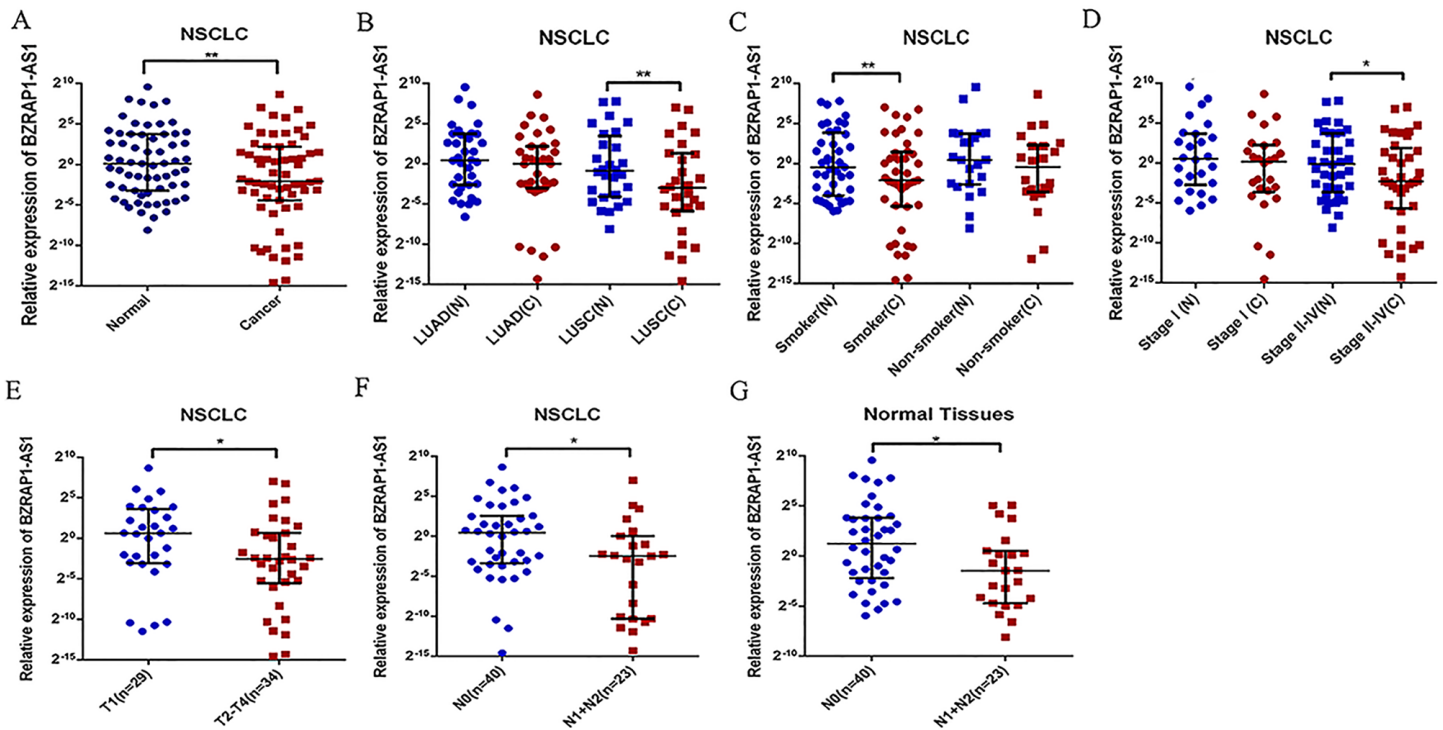 A
NSCLC
**
Relative expression of BZRAP1-AS1
2^10
2^5
2^0
2^-5
2^-10
2^-15
Normal
Cancer
B
NSCLC
**
Relative expression of BZRAP1-AS1
2^10
2^5
2^0
2^-5
2^-10
2^-15
LUAD(N)
LUAD(C)
LUSC(N)
LUSC(C)
C
NSCLC
**
Relative expression of BZRAP1-AS1
2^10
2^5
2^0
2^-5
2^-10
2^-15
Smoker(N)
Smoker(C)
Non-smoker(N)
Non-smoker(C)
D
NSCLC
*
Relative expression of BZRAP1-AS1
2^10
2^5
2^0
2^-5
2^-10
2^-15
Stage I (N)
Stage I (C)
Stage II-IV(N)
Stage II-IV(C)
E
NSCLC
*
Relative expression of BZRAP1-AS1
2^10
2^5
2^0
2^-5
2^-10
2^-15
T1(n=29)
T2-T4(n=34)
F
NSCLC
*
Relative expression of BZRAP1-AS1
2^10
2^5
2^0
2^-5
2^-10
2^-15
N0(n=40)
N1+N2(n=23)
G
Normal Tissues
*
Relative expression of BZRAP1-AS1
2^10
2^5
2^0
2^-5
2^-10
N0(n=40)
N1+N2(n=23)